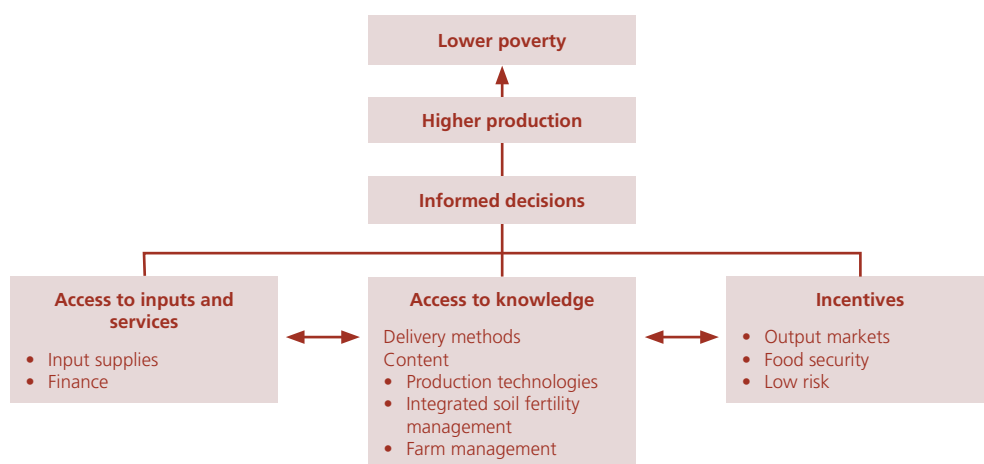 Lower poverty
Higher production
Informed decisions
Access to inputs and
services
• Input supplies
• Finance
Access to knowledge
Delivery methods
Content
• Production technologies
• Integrated soil fertility
management
• Farm management
Incentives
• Output markets
• Food security
• Low risk